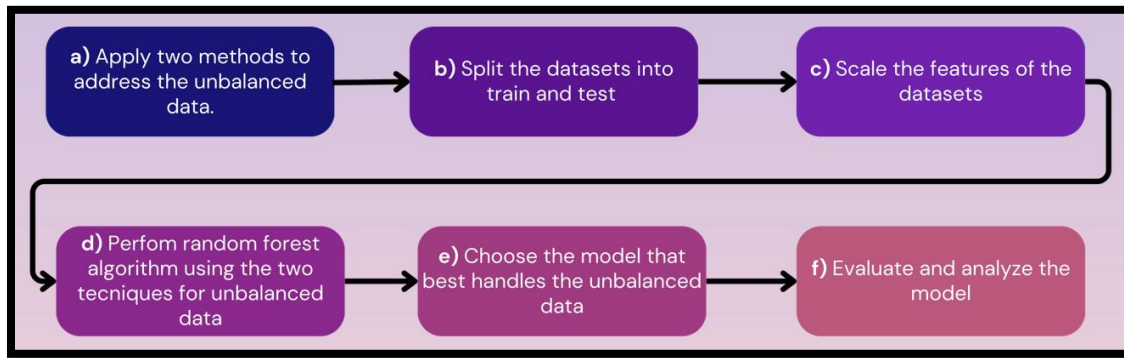 a) Apply two methods to
address the unbalanced
data.
b) Split the datasets into
train and test
c) Scale the features of the
datasets
d) Perfom random forest
algorithm using the two
tecniques for unbalanced
data
e) Choose the model that
best handles the unbalanced
data
f) Evaluate and analyze the
model